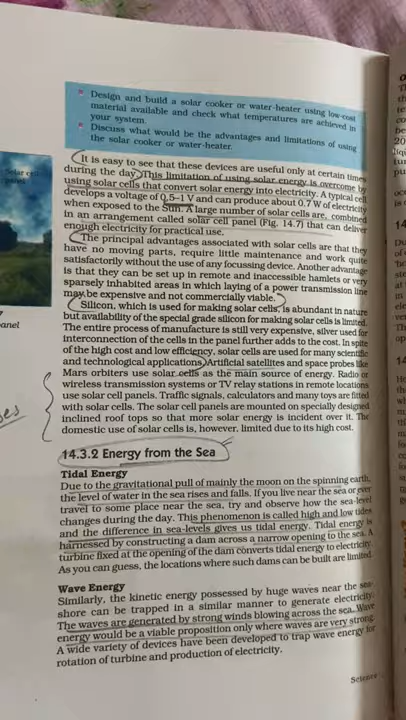 Design and build a solar cooker or water-heater using low-cost
material available and check what temperatures are achieved in
your system.
Discuss what would be the advantages and limitations of using
the solar cooker or water-heater.
Solar cell
panel
It is easy to see that these devices are useful only at certain times
during the day. This limitation of using solar energy is overcome by
using solar cells that convert solar energy into electricity. A typical cell
develops a voltage of 0.5–1 V and can produce about 0.7 W of electricity
when exposed to the Sun. A large number of solar cells are, combined
in an arrangement called solar cell panel (Fig. 14.7) that can deliver
enough electricity for practical use.
The principal advantages associated with solar cells are that they
have no moving parts, require little maintenance and work quite
satisfactorily without the use of any focussing device. Another advantage
is that they can be set up in remote and inaccessible hamlets or very
sparsely inhabited areas in which laying of a power transmission line
may be expensive and not commercially viable.
Silicon, which is used for making solar cells, is abundant in nature
but availability of the special grade silicon for making solar cells is limited.
The entire process of manufacture is still very expensive, silver used for
interconnection of the cells in the panel further adds to the cost. In spite
of the high cost and low efficiency, solar cells are used for many scientific
and technological applications. Artificial satellites and space probes like
Mars orbiters use solar cells as the main source of energy. Radio or
wireless transmission systems or TV relay stations in remote locations
use solar cell panels. Traffic signals, calculators and many toys are fitted
with solar cells. The solar cell panels are mounted on specially designed
inclined roof tops so that more solar energy is incident over it. The
domestic use of solar cells is, however, limited due to its high cost.
14.3.2 Energy from the Sea
Tidal Energy
Due to the gravitational pull of mainly the moon on the spinning earth,
the level of water in the sea rises and falls. If you live near the sea or ever
travel to some place near the sea, try and observe how the sea-level
changes during the day. This phenomenon is called high and low tides
and the difference in sea-levels gives us tidal energy. Tidal energy is
harnessed by constructing a dam across a narrow opening to the sea. A
turbine fixed at the opening of the dam converts tidal energy to electricity.
As you can guess, the locations where such dams can be built are limited.
Wave Energy
Similarly, the kinetic energy possessed by huge waves near the sea-
shore can be trapped in a similar manner to generate electricity.
The waves are generated by strong winds blowing across the sea. Wave
energy would be a viable proposition only where waves are very strong.
A wide variety of devices have been developed to trap wave energy for
rotation of turbine and production of electricity.
Science